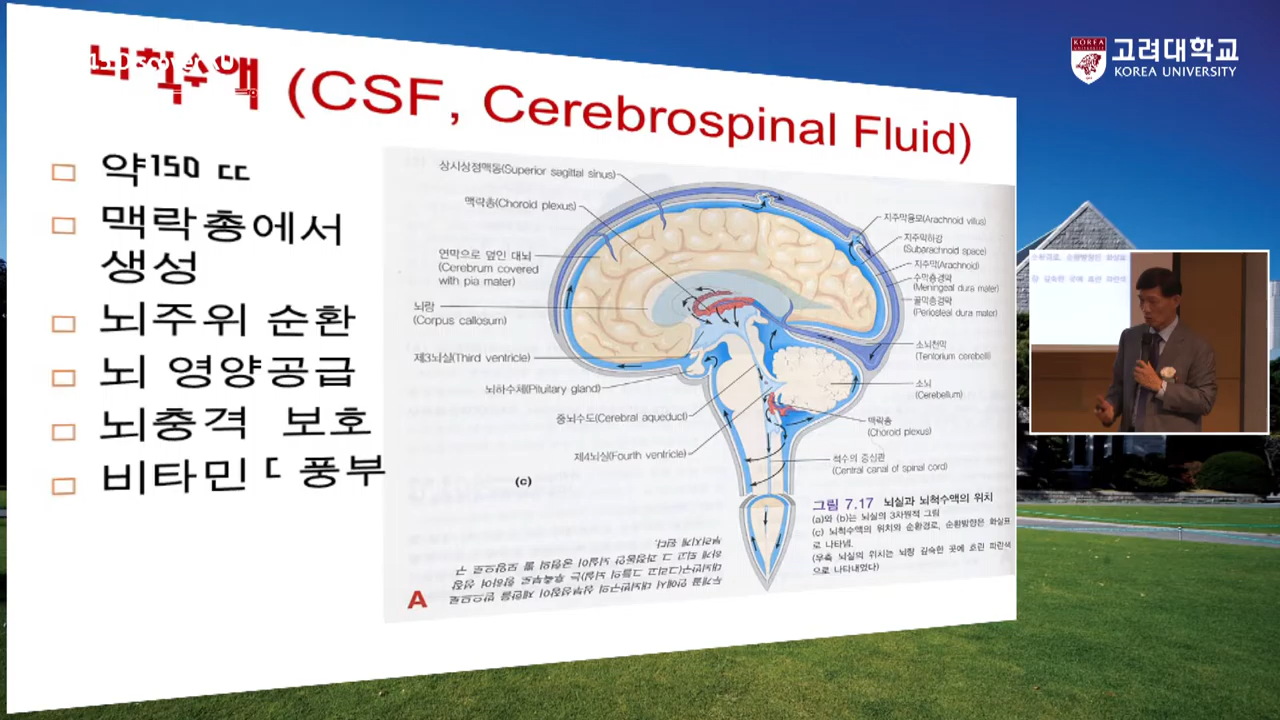 뇌척수액 (CSF, Cerebrospinal Fluid)
약150 cc
맥락총에서
생성
뇌주위 순환
뇌 영양공급
뇌충격 보호
비타민 C 풍부
상시상정맥동(Superior sagittal sinus)
맥락총(Choroid plexus)
연막으로 덮인 대뇌
(Cerebrum covered
with pia mater)
뇌량
(Corpus callosum)
제3뇌실(Third ventricle)
뇌하수체(Pituitary gland)
중뇌수도(Cerebral aqueduct)
제4뇌실(Fourth ventricle)
(c)
지주막융모(Arachnoid villus)
지주막하강
(Subarachnoid space)
지주막(Arachnoid)
수막층경막
(Meningeal dura mater)
골막층경막
(Periosteal dura mater)
소뇌천막
(Tentorium cerebelli)
소뇌
(Cerebellum)
맥락총
(Choroid plexus)
척수의 중심관
(Central canal of spinal cord)
그림 7.17 뇌실과 뇌척수액의 위치
(a)와 (b)는 뇌실의 3차원적 그림
(c) 뇌척수액의 위치와 순환경로, 순환방향은 화살표
로 나타냄.
(우측 뇌실의 위치는 뇌량 깊숙한 곳에 흐린 파란색
으로 나타내었다)
A
KOREA
고려대학교
KOREA UNIVERSITY